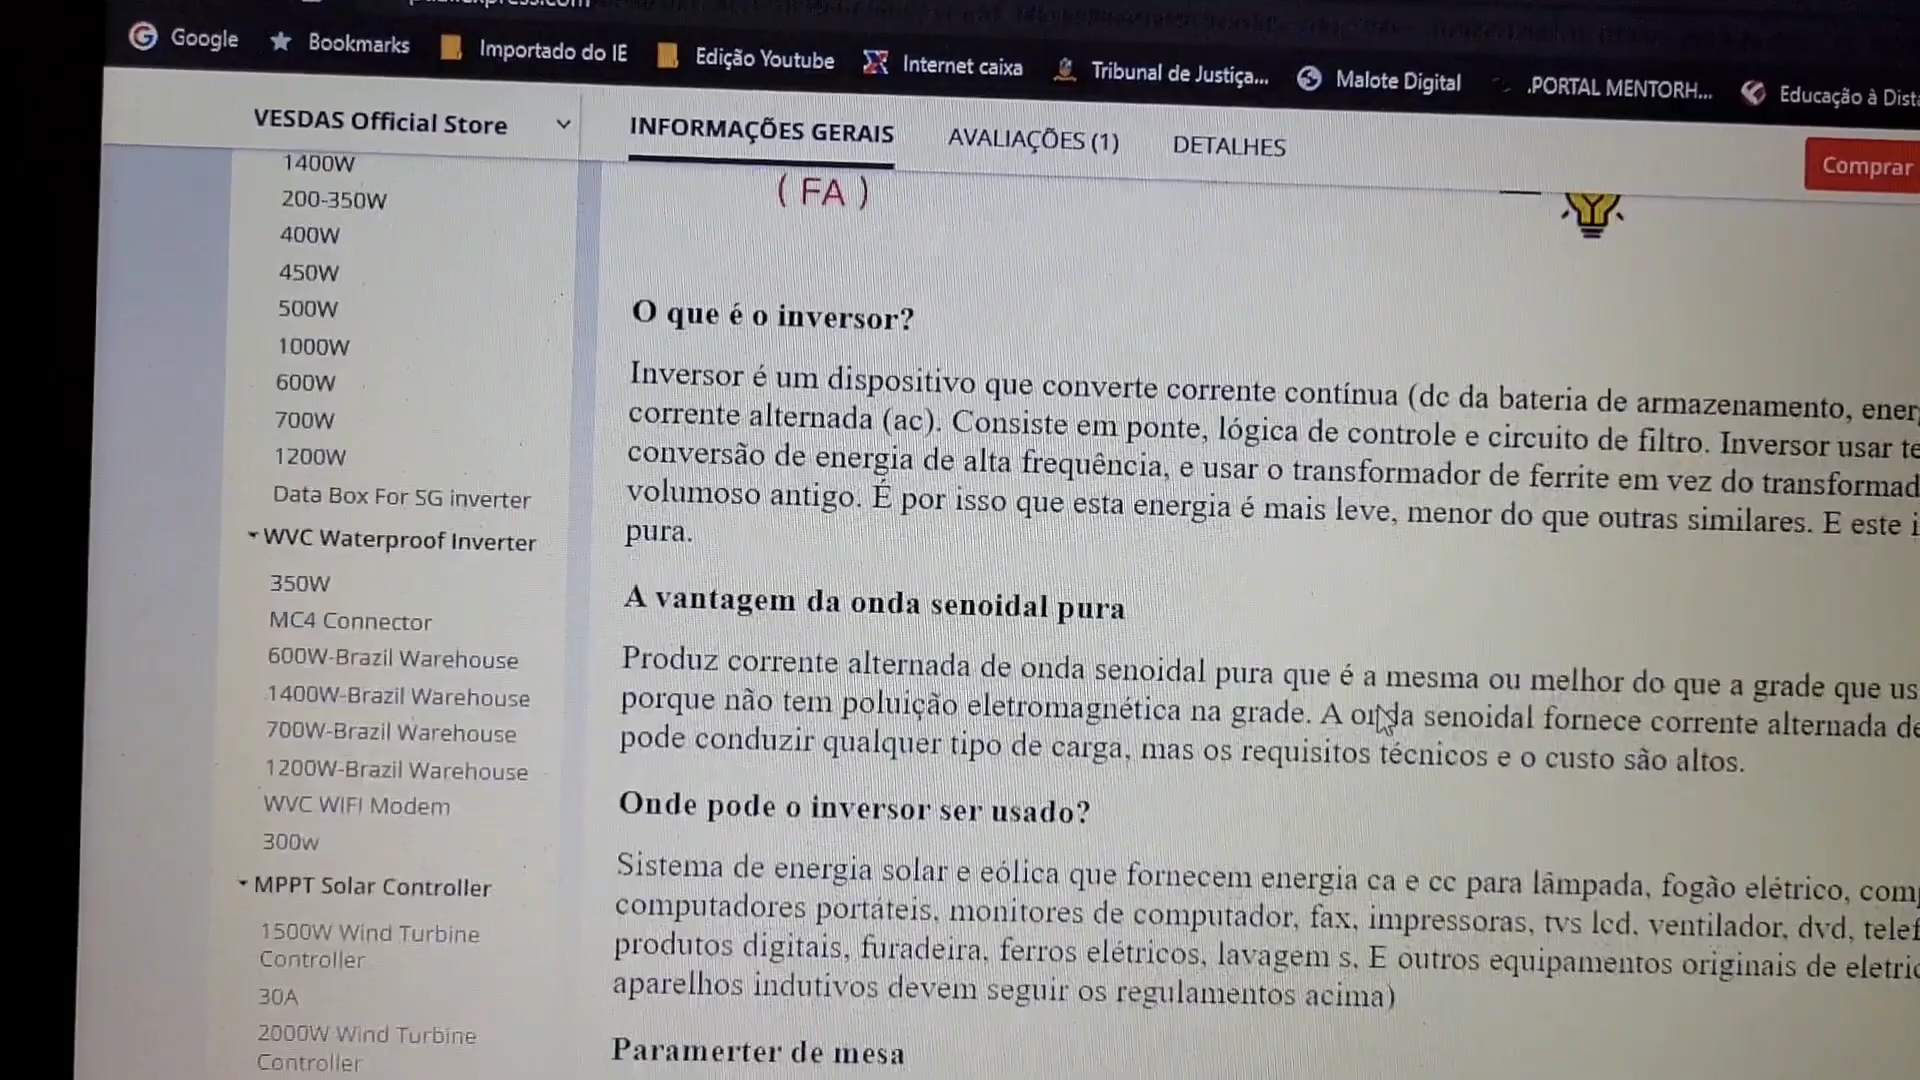 Google Bookmarks Importado do IE Edição Youtube Internet caixa Tribunal de Justiça... Malote Digital .PORTAL MENTORH... Educação à Dist
VESDAS Official Store INFORMAÇÕES GERAIS AVALIAÇÕES (1) DETALHES Comprar
1400W
200-350W
400W
450W
500W
1000W
600W
700W
1200W
Data Box For SG inverter
WVC Waterproof Inverter
350W
MC4 Connector
600W-Brazil Warehouse
1400W-Brazil Warehouse
700W-Brazil Warehouse
1200W-Brazil Warehouse
WVC WIFI Modem
300w
MPPT Solar Controller
1500W Wind Turbine
Controller
30A
2000W Wind Turbine
Controller
( FA )
O que é o inversor?
Inversor é um dispositivo que converte corrente contínua (dc da bateria de armazenamento, ener
corrente alternada (ac). Consiste em ponte, lógica de controle e circuito de filtro. Inversor usar te
conversão de energia de alta frequência, e usar o transformador de ferrite em vez do transformad
volumoso antigo. É por isso que esta energia é mais leve, menor do que outras similares. E este i
pura.
A vantagem da onda senoidal pura
Produz corrente alternada de onda senoidal pura que é a mesma ou melhor do que a grade que us
porque não tem poluição eletromagnética na grade. A onda senoidal fornece corrente alternada de
pode conduzir qualquer tipo de carga, mas os requisitos técnicos e o custo são altos.
Onde pode o inversor ser usado?
Sistema de energia solar e eólica que fornecem energia ca e cc para lâmpada, fogão elétrico, com
computadores portáteis, monitores de computador, fax, impressoras, tvs lcd, ventilador, dvd, telef
produtos digitais, furadeira, ferros elétricos, lavagem s, E outros equipamentos originais de eletric
aparelhos indutivos devem seguir os regulamentos acima)
Paramerter de mesa